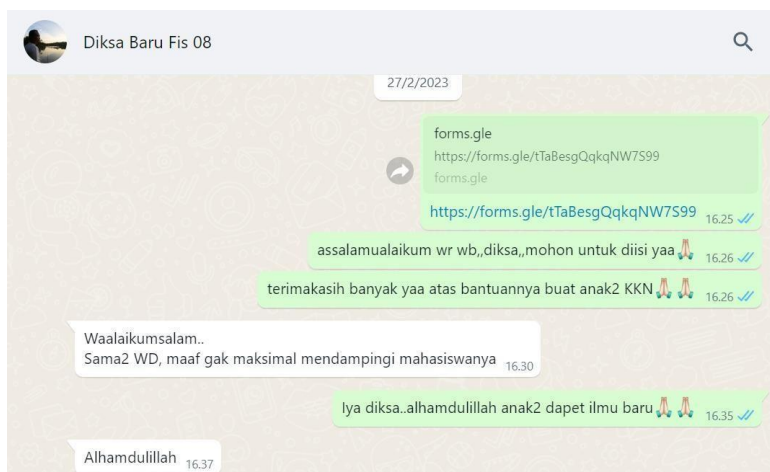 Diksa Baru Fis 08
27/2/2023
forms.gle
https://forms.gle/tTaBesgQqkqNW7S99
forms.gle
https://forms.gle/tTaBesgQqkqNW7S99 16.25
assalamualaikum wr wb,,diksa,,mohon untuk diisi yaa🙏🏻 16.26
terimakasih banyak yaa atas bantuannya buat anak2 KKN🙏🏻 🙏🏻 16.26
Waalaikumsalam..
Sama2 WD, maaf gak maksimal mendampingi mahasiswanya 16.30
Iya diksa..alhamdulillah anak2 dapet ilmu baru🙏🏻 🙏🏻 16.35
Alhamdulillah 16.37